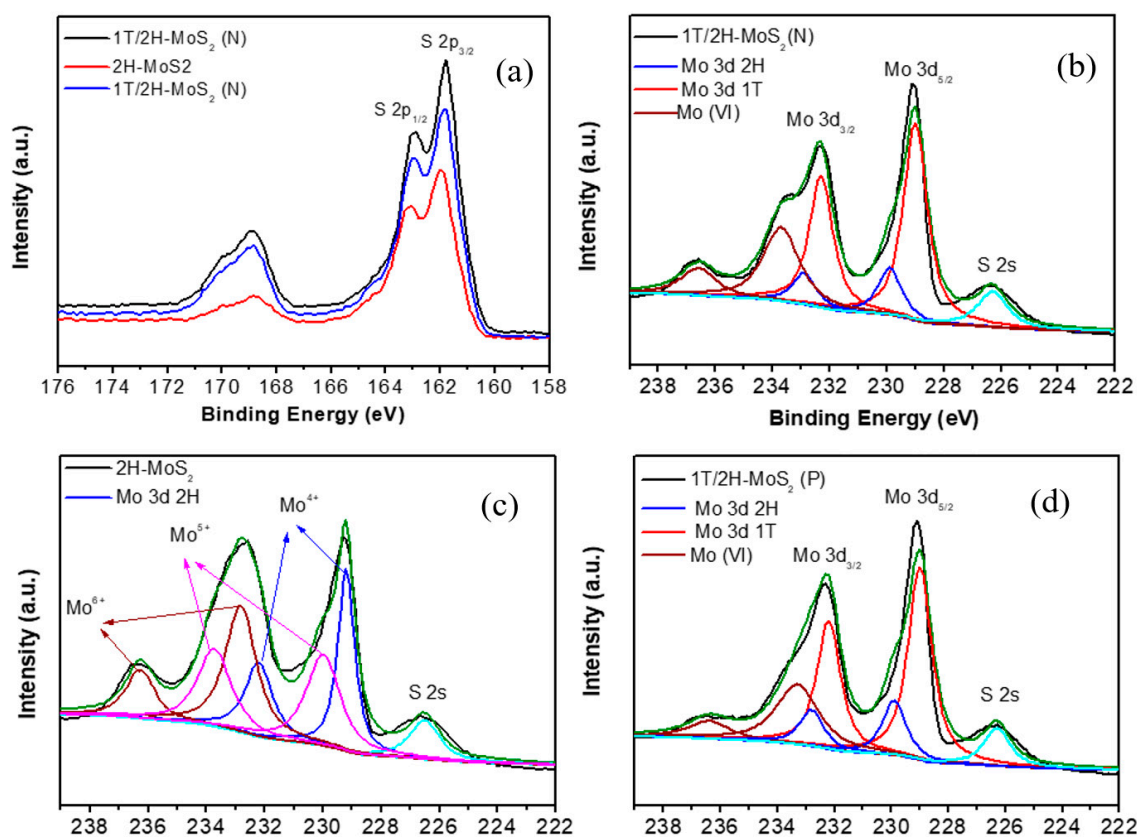 1T/2H-MoS₂ (N)
2H-MoS2
1T/2H-MoS₂ (N)
S 2p₃/₂
S 2p₁/₂
(a)
Intensity (a.u.)
176 174 172 170 168 166 164 162 160 158
Binding Energy (eV)
1T/2H-MoS₂(N)
Mo 3d 2H
Mo 3d 1T
Mo (VI)
Mo 3d₅/₂
Mo 3d₃/₂
S 2s
(b)
Intensity (a.u.)
238 236 234 232 230 228 226 224 222
Binding Energy (eV)
2H-MoS₂
Mo 3d 2H
Mo⁴⁺
Mo⁵⁺
Mo⁶⁺
S 2s
(c)
Intensity (a.u.)
238 236 234 232 230 228 226 224 222
1T/2H-MoS₂ (P)
Mo 3d 2H
Mo 3d 1T
Mo (VI)
Mo 3d₅/₂
Mo 3d₃/₂
S 2s
(d)
Intensity (a.u.)
238 236 234 232 230 228 226 224 222